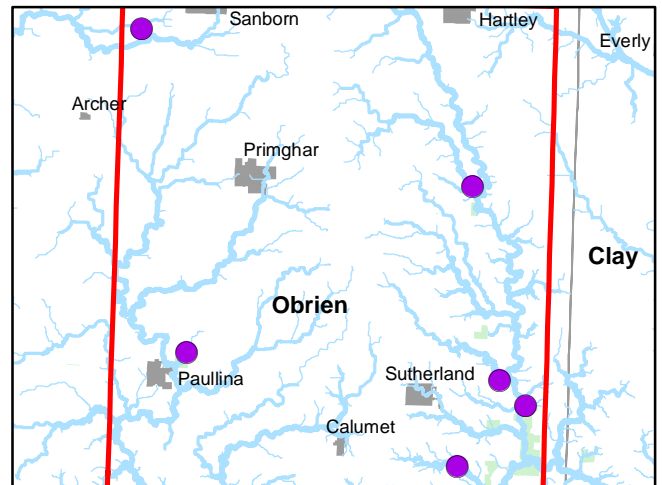 Sanborn
Hartley
Everly
Archer
Primghar
Clay
Obrien
Paullina
Sutherland
Calumet